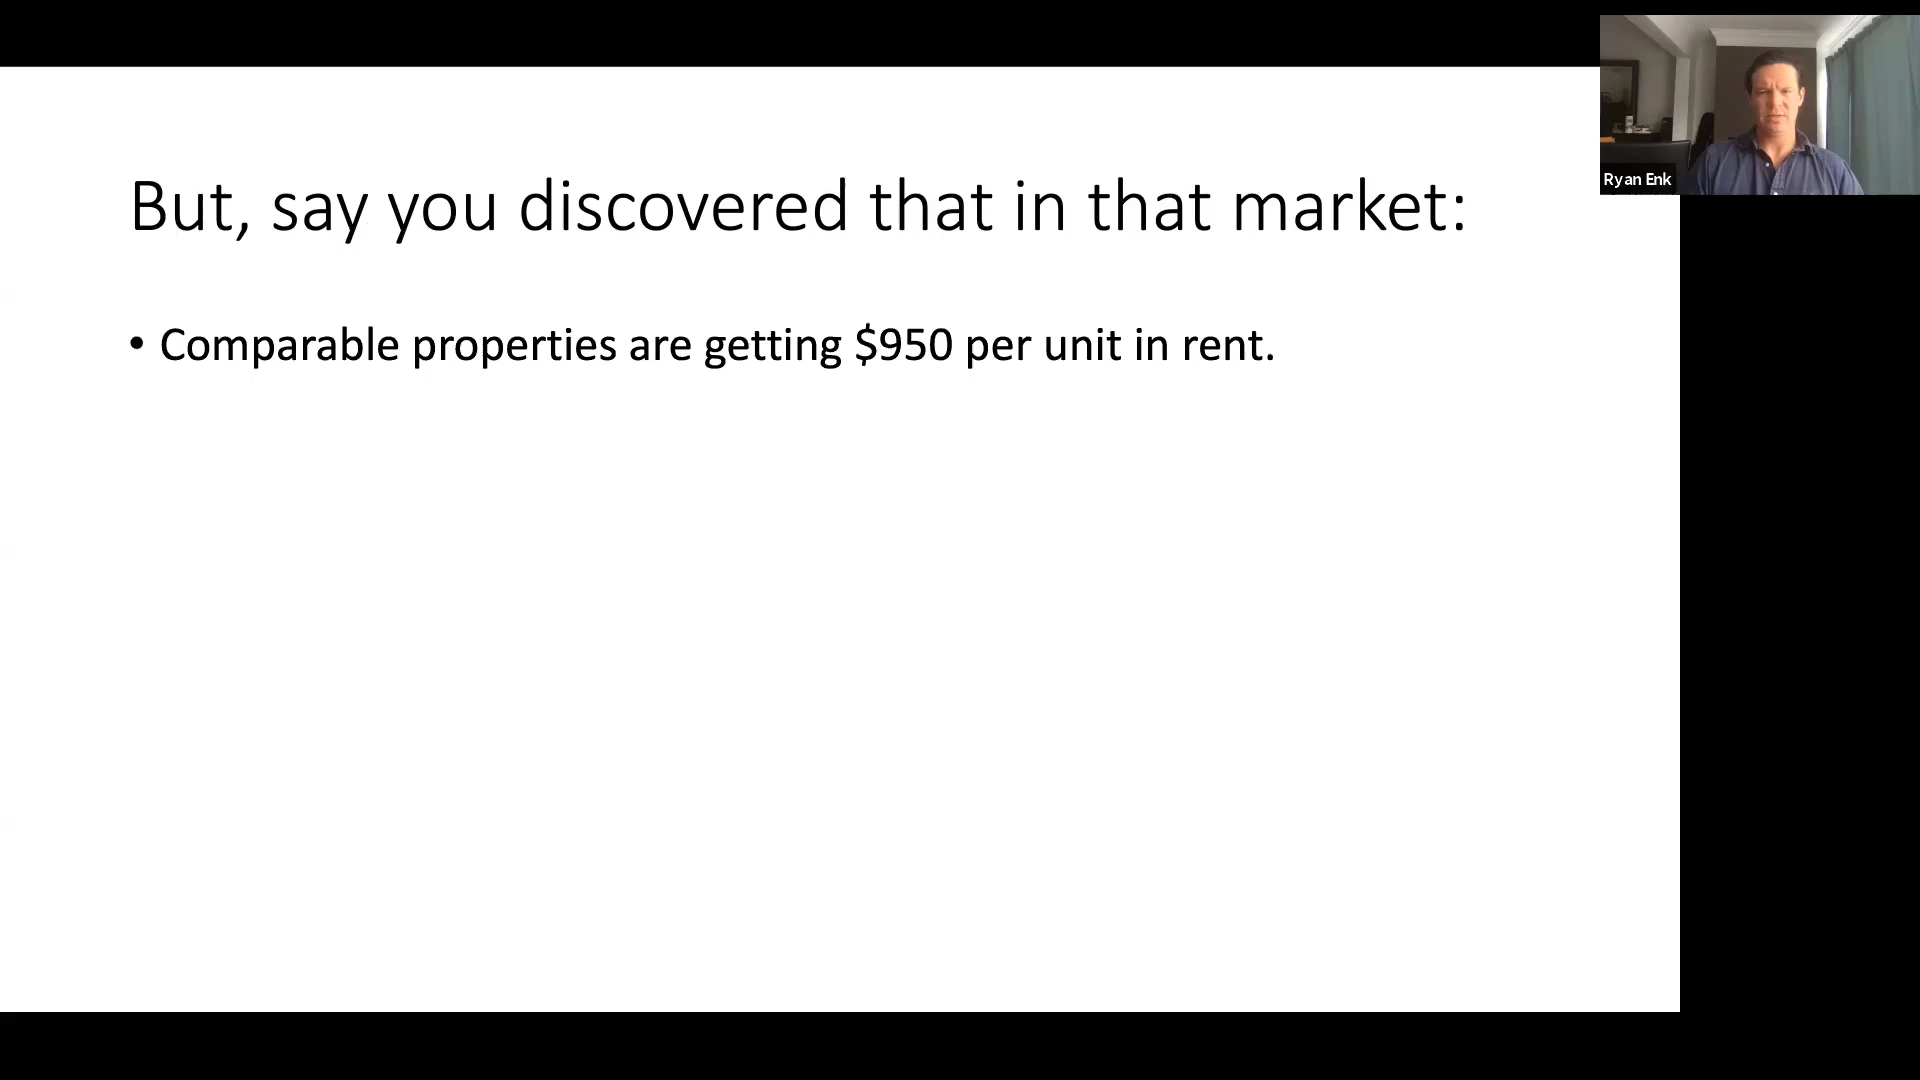 But, say you discovered that in that market:
• Comparable properties are getting $950 per unit in rent.
Ryan Enk